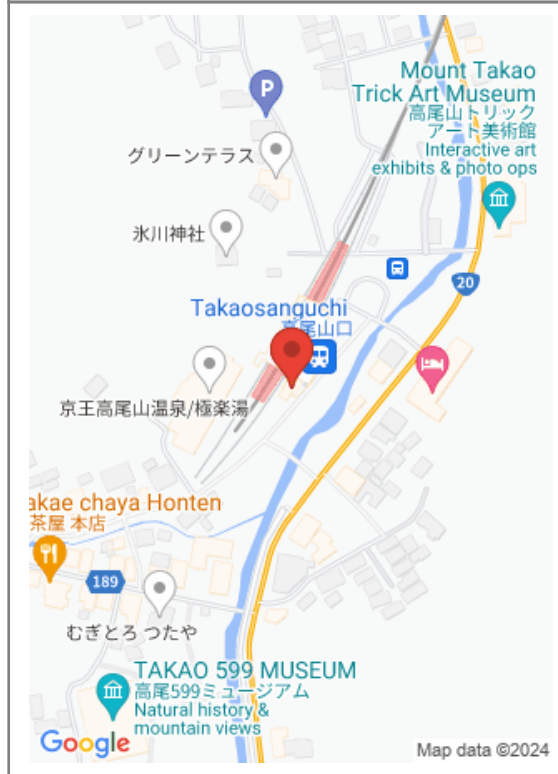 Mount Takao
Trick Art Museum
高尾山トリック
アート美術館
Interactive art
exhibits & photo ops
P
グリーンテラス
氷川神社
20
Takaosanguchi
高尾山口
京王高尾山温泉/極楽湯
akae chaya Honten
茶屋 本店
189
むぎとろ つたや
TAKAO 599 MUSEUM
高尾599ミュージアム
Natural history &
mountain views
Google
Map data ©2024